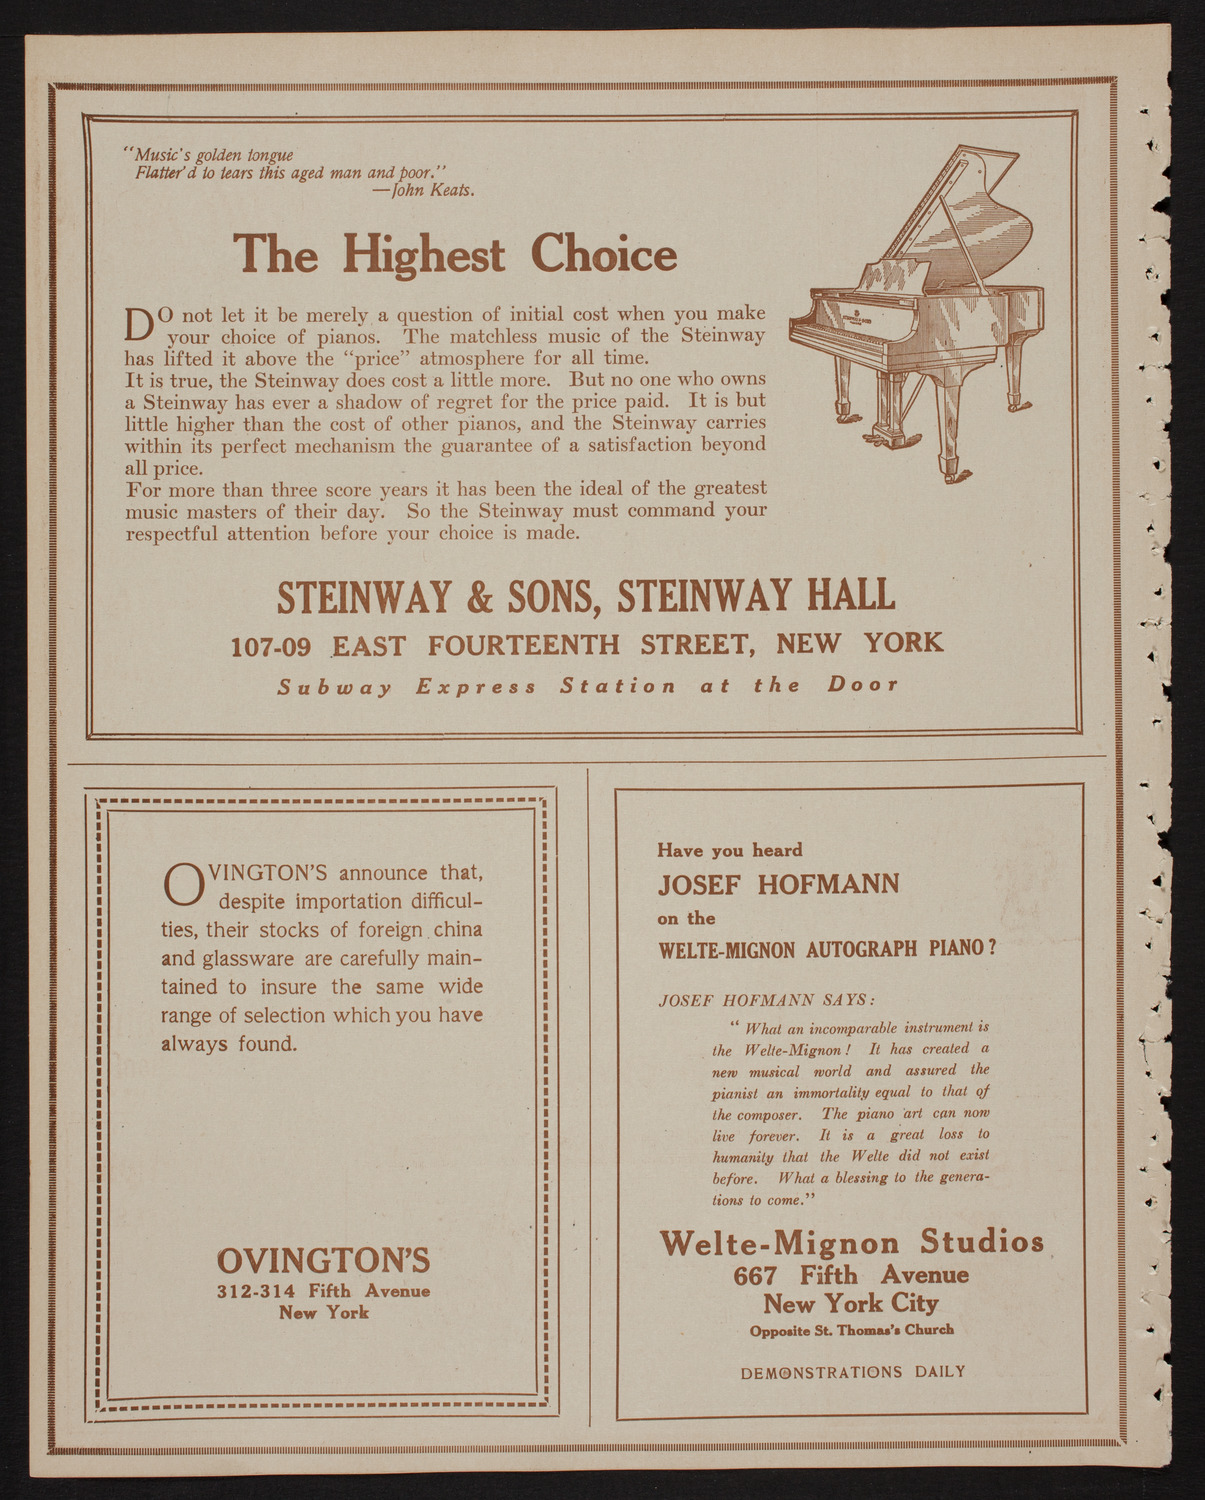 “Music's golden tongue
Flatter'd to tears this aged man and poor.”
—John Keats.
The Highest Choice
DO not let it be merely a question of initial cost when you make
your choice of pianos. The matchless music of the Steinway
has lifted it above the “price” atmosphere for all time.
It is true, the Steinway does cost a little more. But no one who owns
a Steinway has ever a shadow of regret for the price paid. It is but
little higher than the cost of other pianos, and the Steinway carries
within its perfect mechanism the guarantee of a satisfaction beyond
all price.
For more than three score years it has been the ideal of the greatest
music masters of their day. So the Steinway must command your
respectful attention before your choice is made.
STEINWAY & SONS, STEINWAY HALL
107-09 EAST FOURTEENTH STREET, NEW YORK
Subway Express Station at the Door
OVINGTON'S announce that,
despite importation difficul-
ties, their stocks of foreign china
and glassware are carefully main-
tained to insure the same wide
range of selection which you have
always found.
OVINGTON'S
312-314 Fifth Avenue
New York
Have you heard
JOSEF HOFMANN
on the
WELTE-MIGNON AUTOGRAPH PIANO?
JOSEF HOFMANN SAYS:
“ What an incomparable instrument is
the Welte-Mignon! It has created a
new musical world and assured the
pianist an immortality equal to that of
the composer. The piano art can now
live forever. It is a great loss to
humanity that the Welte did not exist
before. What a blessing to the genera-
tions to come.”
Welte-Mignon Studios
667 Fifth Avenue
New York City
Opposite St. Thomas's Church
DEMONSTRATIONS DAILY